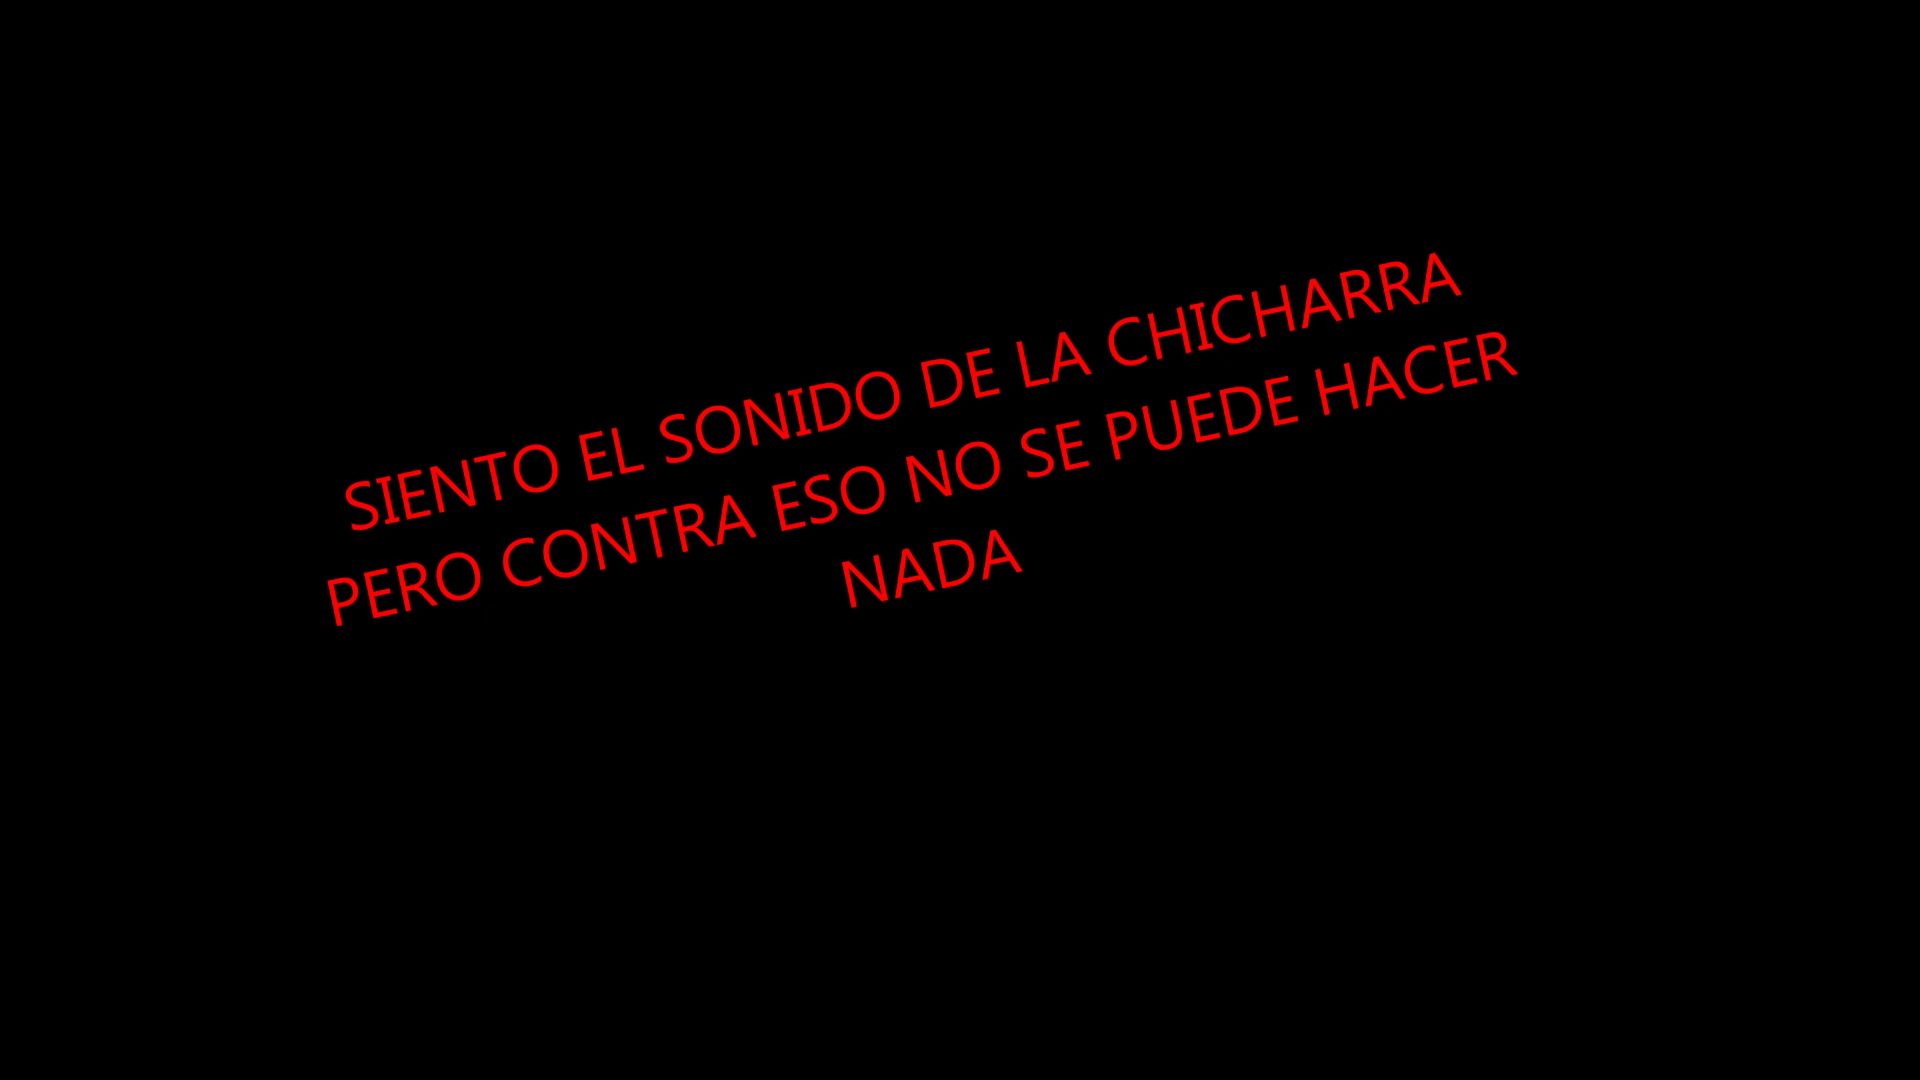 SIENTO EL SONIDO DE LA CHICHARRA
PERO CONTRA ESO NO SE PUEDE HACER
NADA